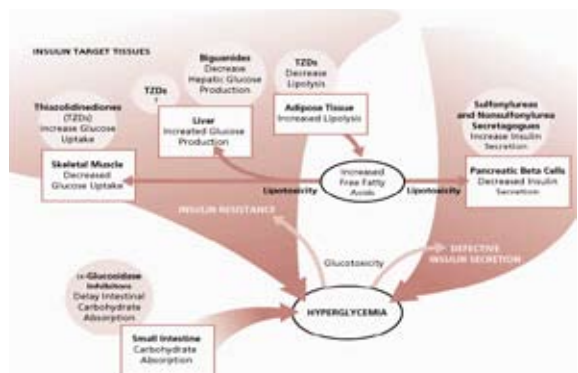 INSULIN TARGET TISSUES
Biguanides
Decrease
Hepatic Glucose
Production
TZDs
Decrease
Lipolysis
TZDs
?
Thiazolidinediones
(TZDs)
Increase Glucose
Uptake
Liver
Increased Glucose
Production
Adipose Tissue
Increased Lipolysis
Sulfonylureas
and Nonsulfonylurea
Secretagogues
Increase Insulin
Secretion
Skeletal Muscle
Decreased
Glucose Uptake
Increased
Free Fatty
Acids
Pancreatic Beta Cells
Decreased Insulin
Secretion
Lipotoxicity
Lipotoxicity
INSULIN RESISTANCE
Glucotoxicity
DEFECTIVE
INSULIN SECRETION
α-Glucosidase
Inhibitors
Delay Intestinal
Carbohydrate
Absorption
HYPERGLYCEMIA
Small Intestine
Carbohydrate
Absorption